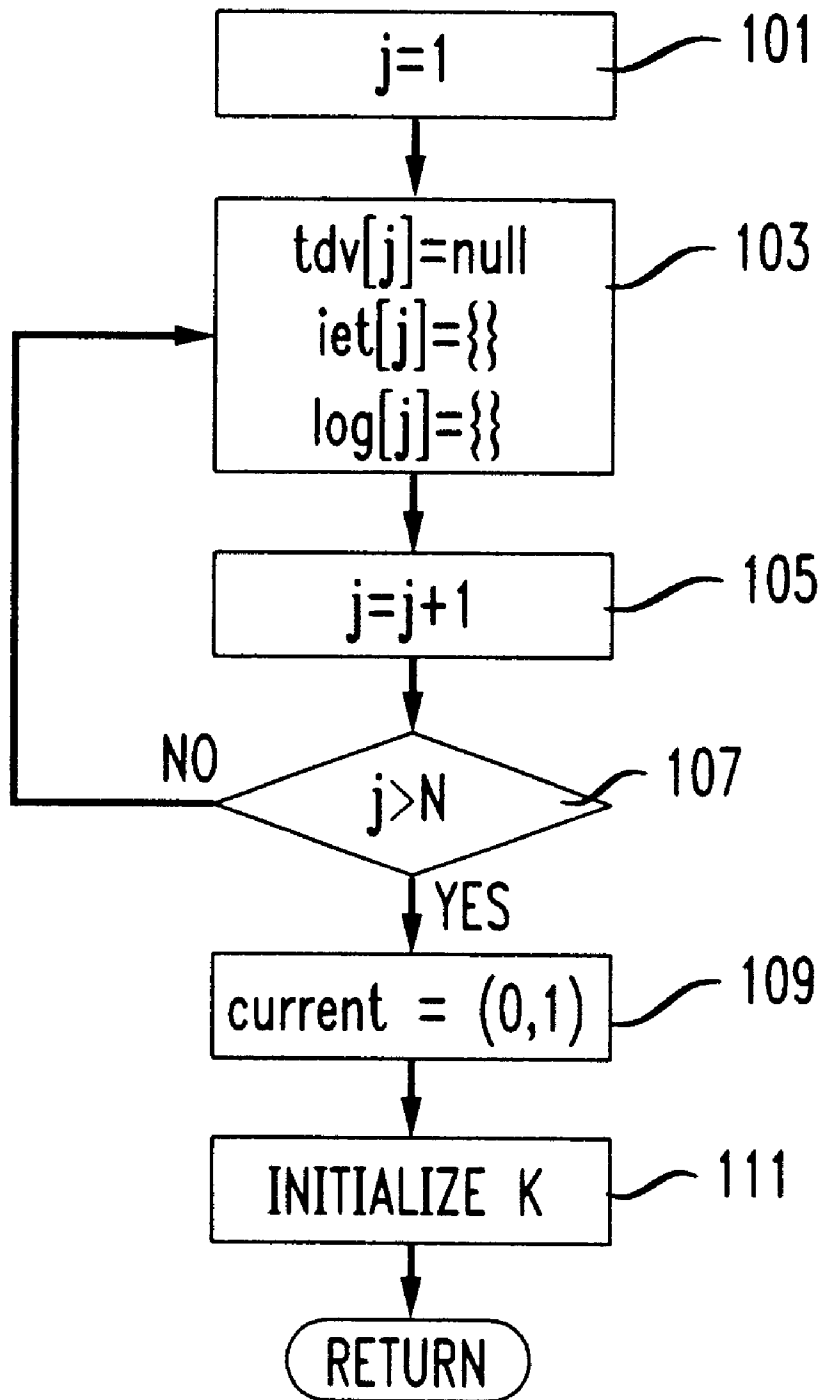 j=1
101
tdv[j]=null
iet[j]={}
log[j]={}
103
j=j+1
105
NO
j>N
107
YES
current = (0,1)
109
INITIALIZE K
111
RETURN